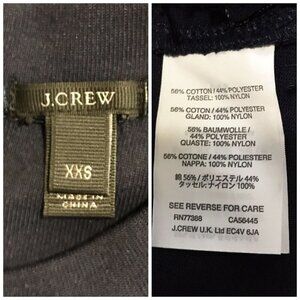 J.CREW
XXS
MADE IN
CHINA
56% COTTON / 44% POLYESTER
TASSEL: 100% NYLON
56% COTON / 44% POLYESTER
GLAND: 100% NYLON
56% BAUMWOLLE /
44% POLYESTER
QUASTE: 100% NYLON
56% COTONE / 44% POLIESTERE
NAPPA: 100% NYLON
綿 56% / ポリエステル 44%
タッセル: ナイロン 100%
SEE REVERSE FOR CARE
RN77388 CA56445
J.CREW U.K. Ltd EC4V 6JA